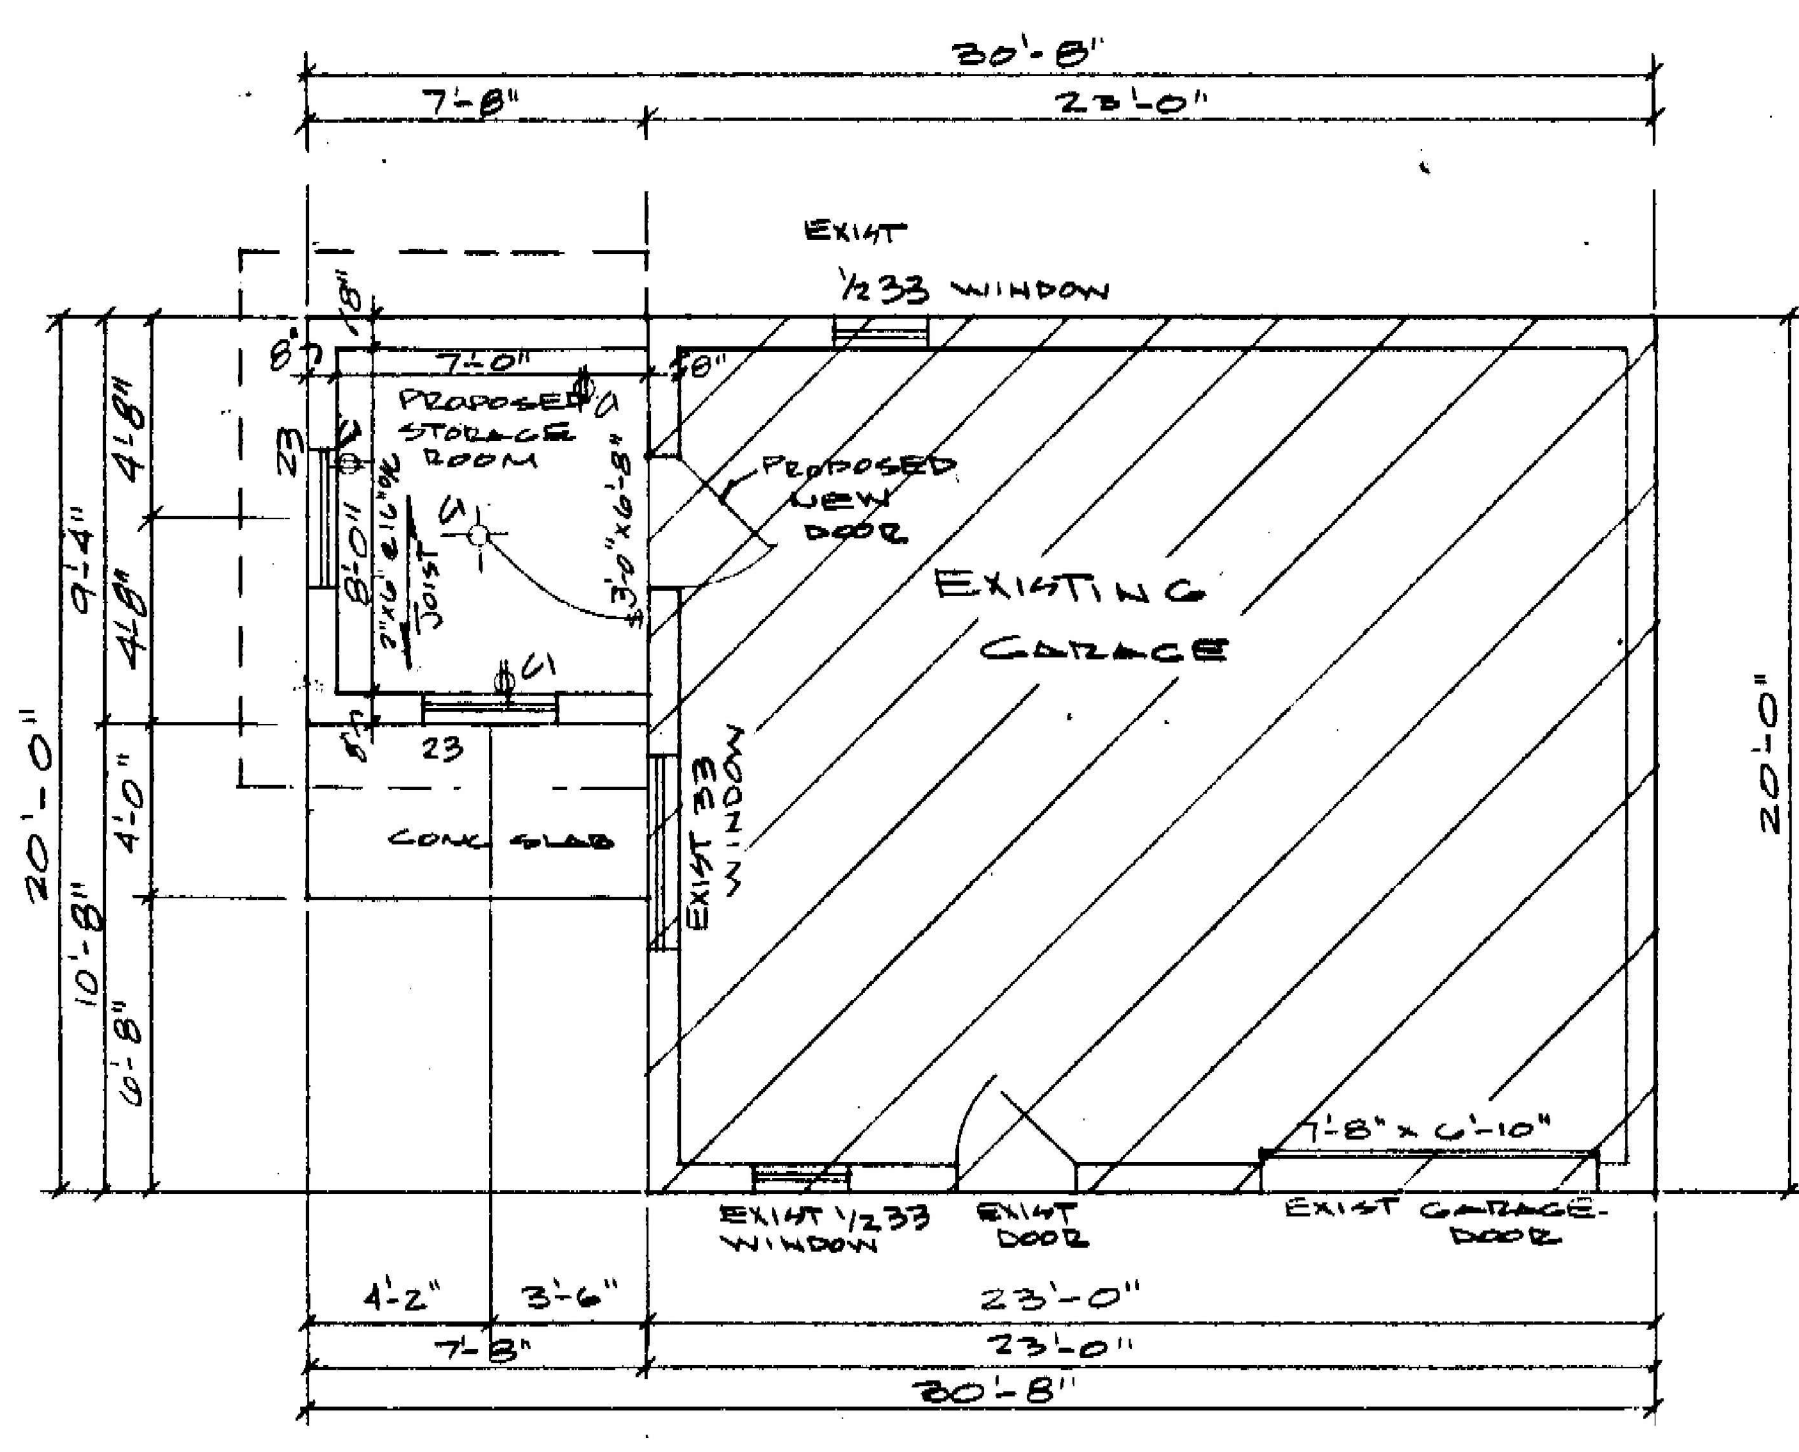 30'-8"
7'-8"
23'-0"
EXIST
1/2 33 WINDOW
8"
8"
7'-0"
8"
PROPOSED
STORAGE
ROOM
23
4'-8"
9'-4"
4'-8"
8'-0"
2"x6" @ 16" O/C
JOIST
3'-0" x 6'-8"
$
PROPOSED
NEW
DOOR
EXISTING
GARAGE
8"
23
20'-0"
20'-0"
4'-0"
10'-8"
6'-8"
CONC SLAB
EXIST 33
WINDOW
7'-8" x 6'-10"
EXIST 1/2 33
WINDOW
EXIST
DOOR
EXIST GARAGE-
DOOR
4'-2"
3'-6"
23'-0"
7'-8"
23'-0"
30'-8"